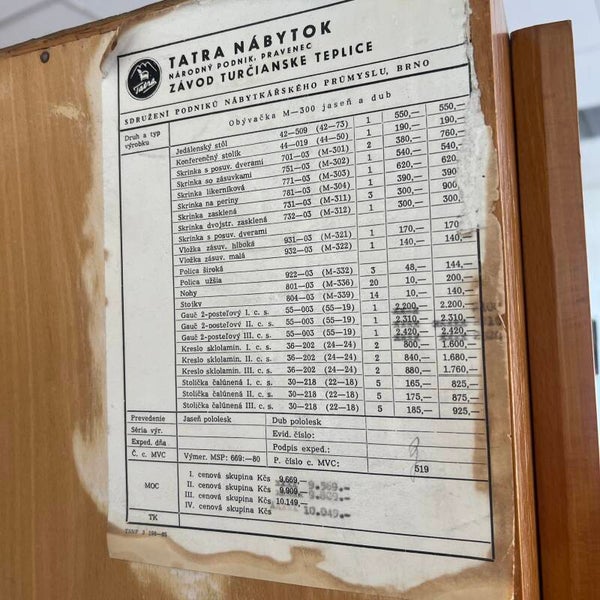 Tatra
TATRA NÁBYTOK
NÁRODNÝ PODNIK, PRAVENEC
ZÁVOD TURČIANSKE TEPLICE
SDRUŽENÍ PODNIKŮ NÁBYTKÁŘSKÉHO PRŮMYSLU, BRNO
Druh a typ výrobku
Obývačka M—300 jaseň a dub
Jedálenský stôl 42—509 (42—73) 1 550,— 550,—
Konferenčný stolík 44—019 (44—50) 1 190,— 190,—
Skrinka s posuv. dverami 701—03 (M-301) 2 380,— 760,—
Skrinka so zásuvkami 751—03 (M-302) 1 540,— 540,—
Skrinka likerníková 771—03 (M-303) 1 620,— 620,—
Skrinka na periny 781—03 (M-304) 1 390,— 390,—
Skrinka zasklená 731—03 (M-311) 3 300,— 900,—
Skrinka dvojstr. zasklená 732—03 (M-312) 1 300,— 300,—
Skrinka s posuv. dverami
Vložka zásuv. hlboká 931—03 (M-321) 1 170,— 170,—
Vložka zásuv. malá 932—03 (M-322) 1 140,— 140,—
Polica široká
Polica užšia 922—03 (M-332) 3 48,— 144,—
Nohy 801—03 (M-336) 20 10,— 200,—
Stojky 804—03 (M-339) 14 10,— 140,—
Gauč 2-posteľový I. c. s. 55—003 (55—19) 1 2.200,— 2.200,—
Gauč 2-posteľový II. c. s. 55—003 (55—19) 1 2.310,— 2.310,—
Gauč 2-posteľový III. c. s. 55—003 (55—19) 1 2.420,— 2.420,—
Kreslo sklolamin. I. c. s. 36—202 (24—24) 2 800,— 1.600,—
Kreslo sklolamin. II. c. s. 36—202 (24—24) 2 840,— 1.680,—
Kreslo sklolamin. III. c. s. 36—202 (24—24) 2 880,— 1.760,—
Stolička čalúnená I. c. s. 30—218 (22—18) 5 165,— 825,—
Stolička čalúnená II. c. s. 30—218 (22—18) 5 175,— 875,—
Stolička čalúnená III. c. s. 30—218 (22—18) 5 185,— 925,—
Prevedenie Jaseň pololesk Dub pololesk
Séria výr. Evid. číslo:
Exped. dňa Podpis exped.:
Č. c. MVC Výmer. MSP: 669:—80 P. číslo c. MVC: 519
MOC
I. cenová skupina Kčs 9.669,—
II. cenová skupina Kčs 9.909,— 9.569.—
III. cenová skupina Kčs 10.149,— 9.809.—
IV. cenová skupina Kčs 10.049.—
TK